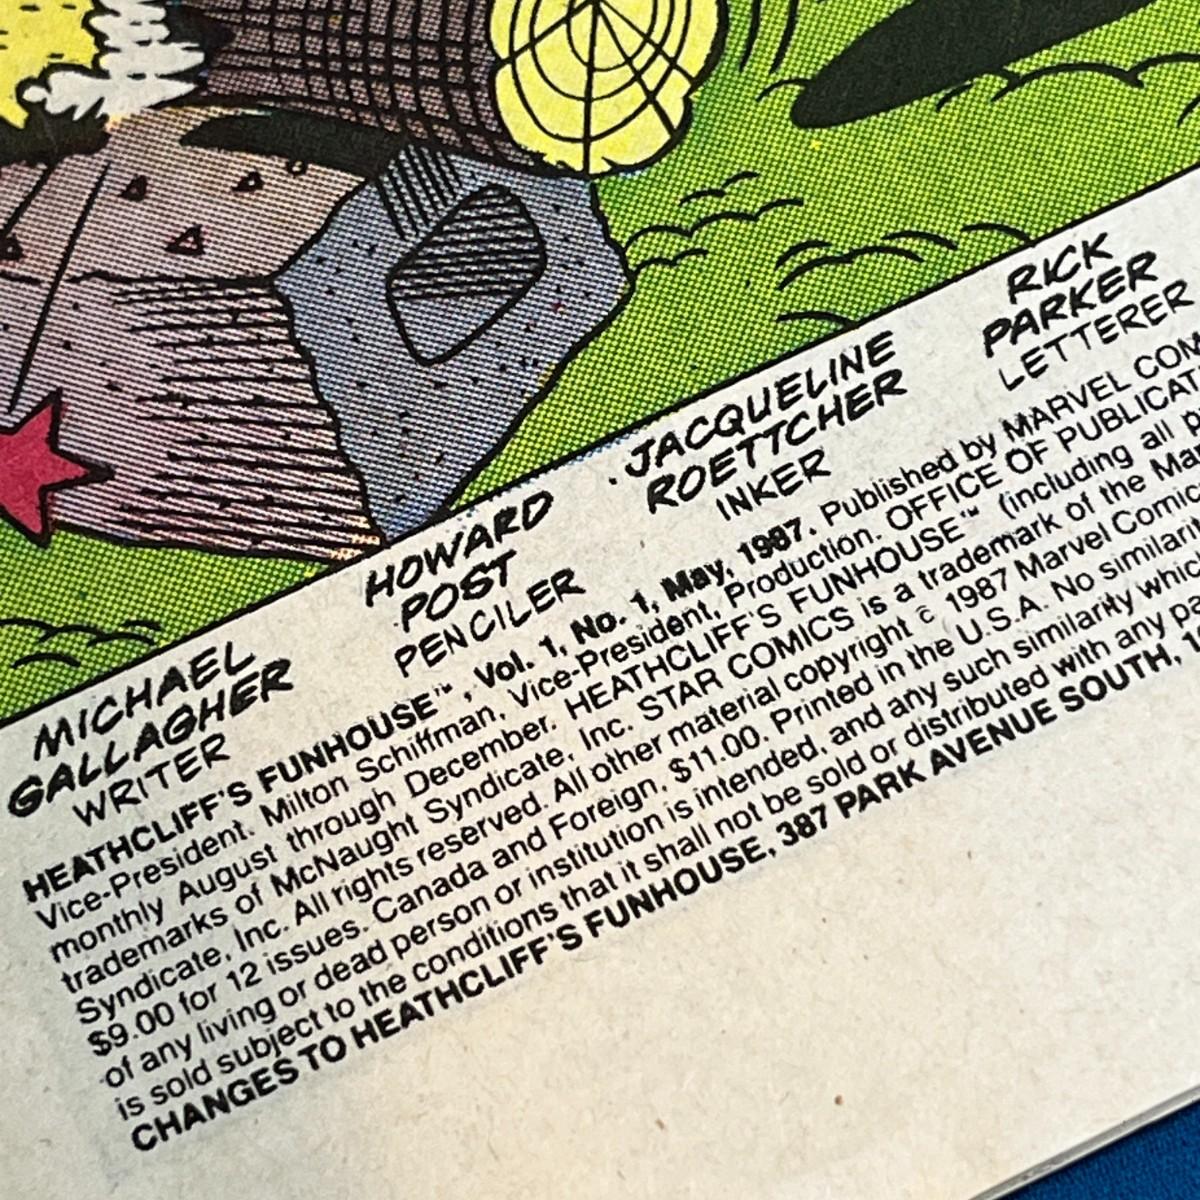 MICHAEL
GALLAGHER
WRITER
HOWARD
POST
PENCILER
JACQUELINE
ROETTCHER
INKER
RICK
PARKER
LETTERER
HEATHCLIFF'S FUNHOUSE™, Vol. 1, No. 1, May, 1987. Published by MARVEL COM
Vice-President. Milton Schiffman, Vice-President, Production. OFFICE OF PUBLICAT
monthly August through December. HEATHCLIFF'S FUNHOUSE™ (including all
trademarks of McNaught Syndicate, Inc. STAR COMICS is a trademark of the Mar
Syndicate, Inc. All rights reserved. All other material copyright © 1987 Marvel Comic
$9.00 for 12 issues. Canada and Foreign, $11.00. Printed in the U.S.A. No similari
of any living or dead person or institution is intended, and any such similarity whic
is sold subject to the conditions that it shall not be sold or distributed with any pa
CHANGES TO HEATHCLIFF'S FUNHOUSE, 387 PARK AVENUE SOUTH,